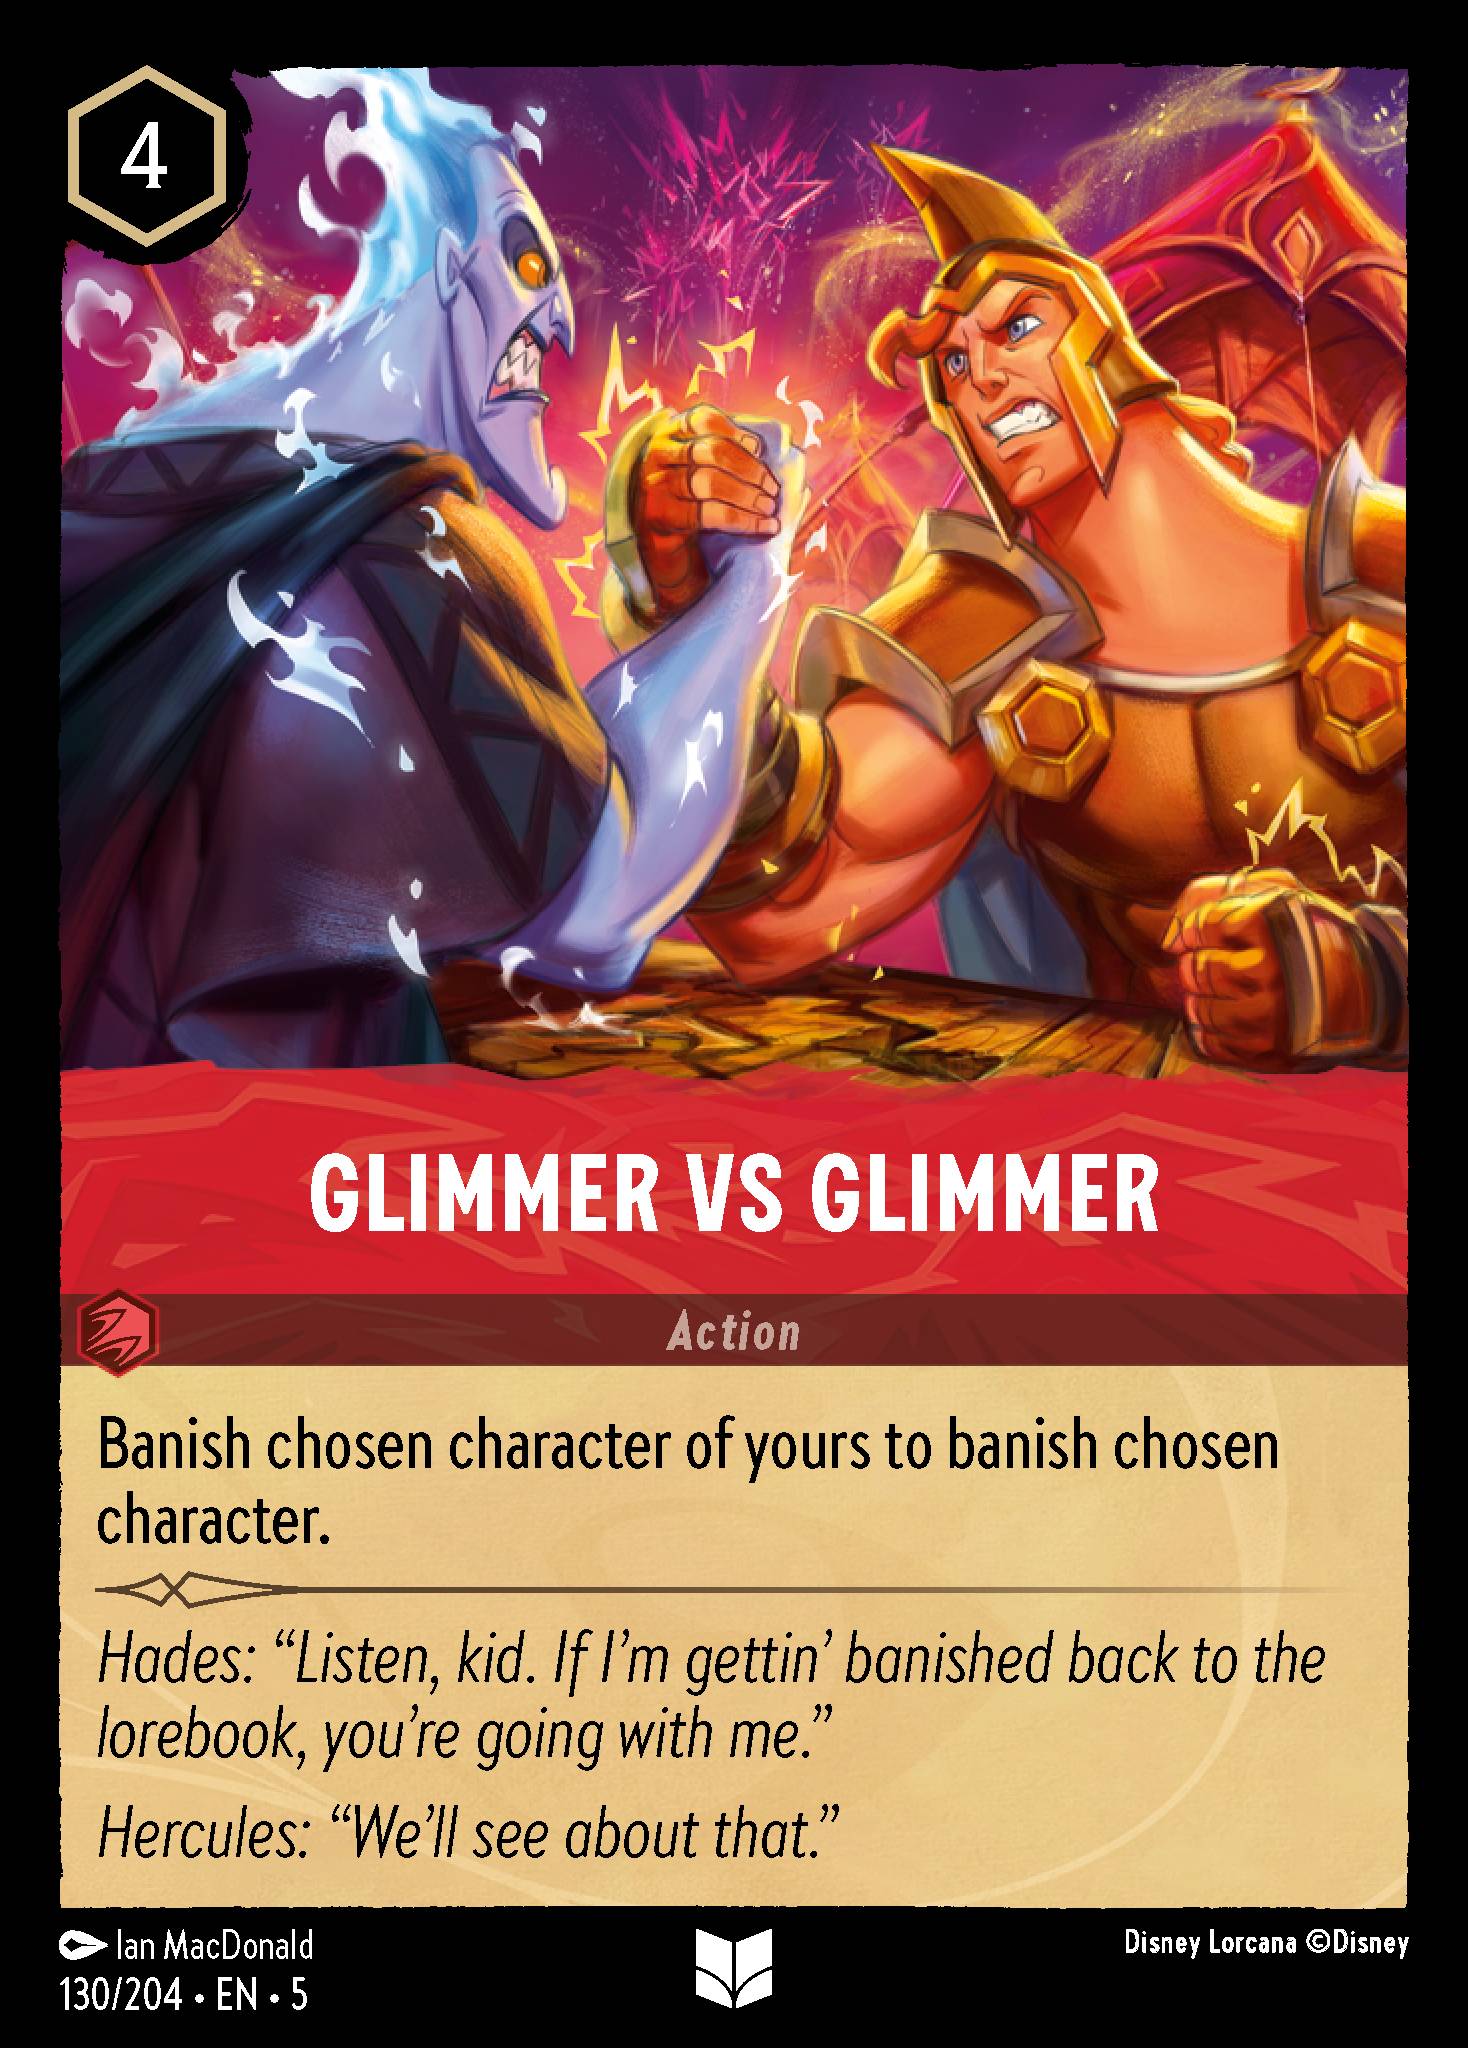 4
GLIMMER VS GLIMMER
Action
Banish chosen character of yours to banish chosen
character.
Hades: “Listen, kid. If I’m gettin’ banished back to the
lorebook, you’re going with me.”
Hercules: “We’ll see about that.”
Ian MacDonald
Disney Lorcana ©Disney
130/204 • EN • 5